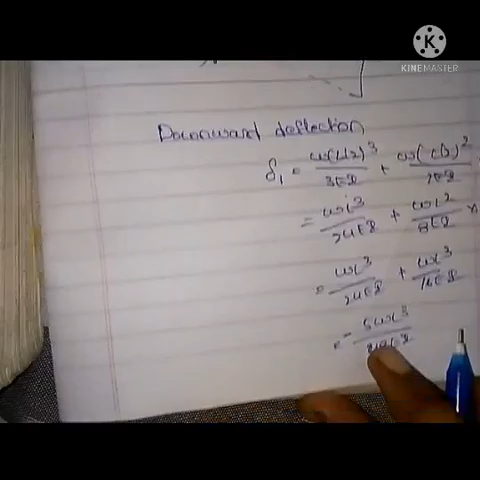 K
KINEMASTER
Downward deflection
δ₁ = w(L/2)³/3EI + w(L/2)²/2EI
= wl³/24EI + wl²/8EI ×
= wl³/24EI + wl³/16EI
= 5wl³/48EI